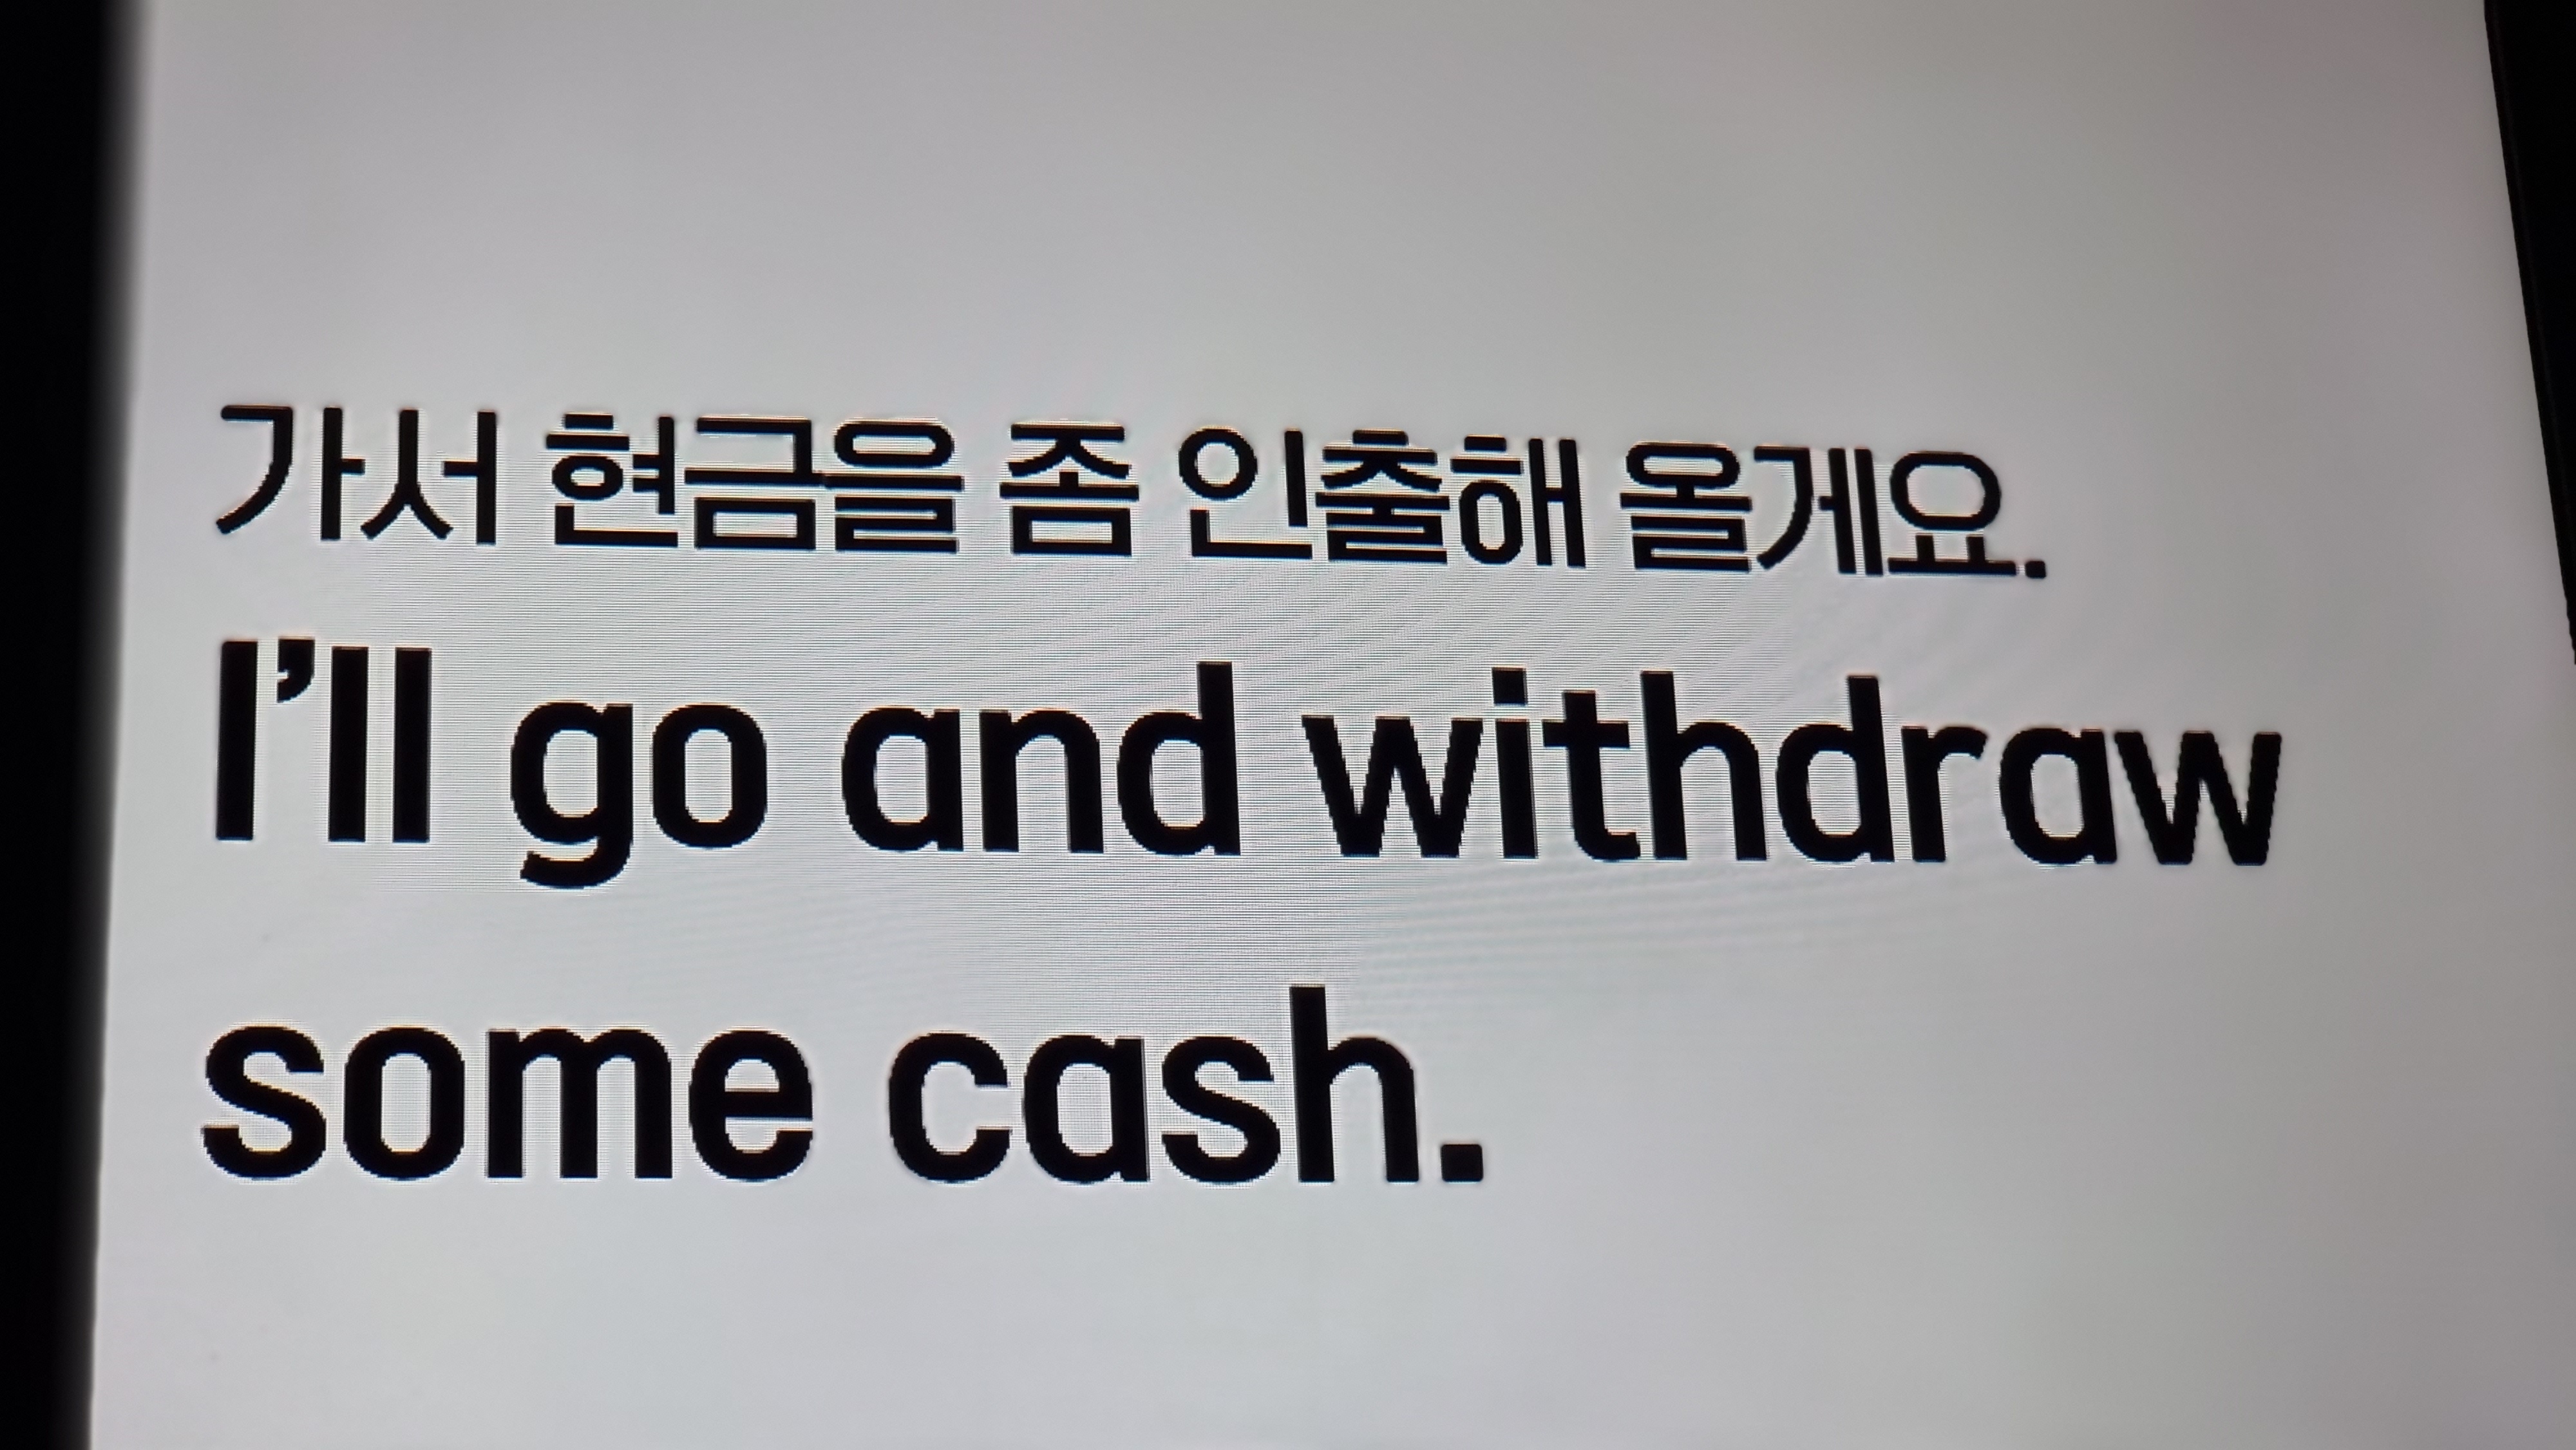 가서 현금을 좀 인출해 올게요.
I’ll go and withdraw
some cash.